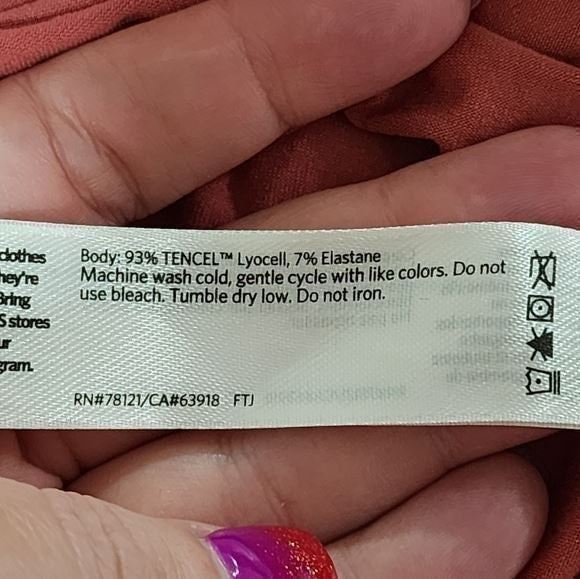 clothes
they're
Bring
S stores
ur
gram.
Body: 93% TENCEL™ Lyocell, 7% Elastane
Machine wash cold, gentle cycle with like colors. Do not
use bleach. Tumble dry low. Do not iron.
RN#78121/CA#63918 FTJ